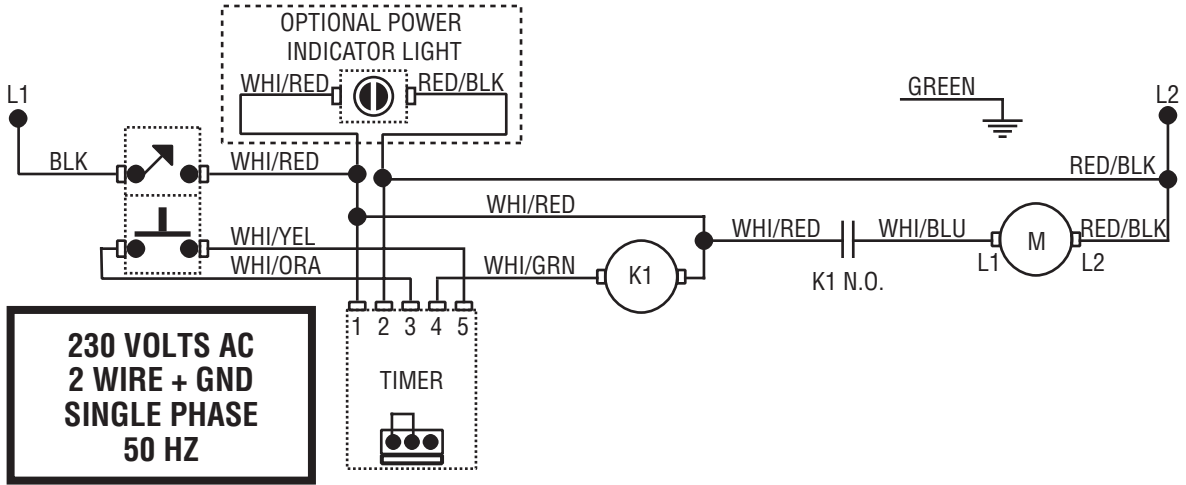 OPTIONAL POWER
INDICATOR LIGHT
WHI/RED
RED/BLK
L1
GREEN
L2
BLK
WHI/RED
RED/BLK
WHI/RED
WHI/YEL
WHI/RED
WHI/BLU
M
RED/BLK
WHI/ORA
WHI/GRN
K1
L1
L2
K1 N.O.
1 2 3 4 5
TIMER
230 VOLTS AC
2 WIRE + GND
SINGLE PHASE
50 HZ